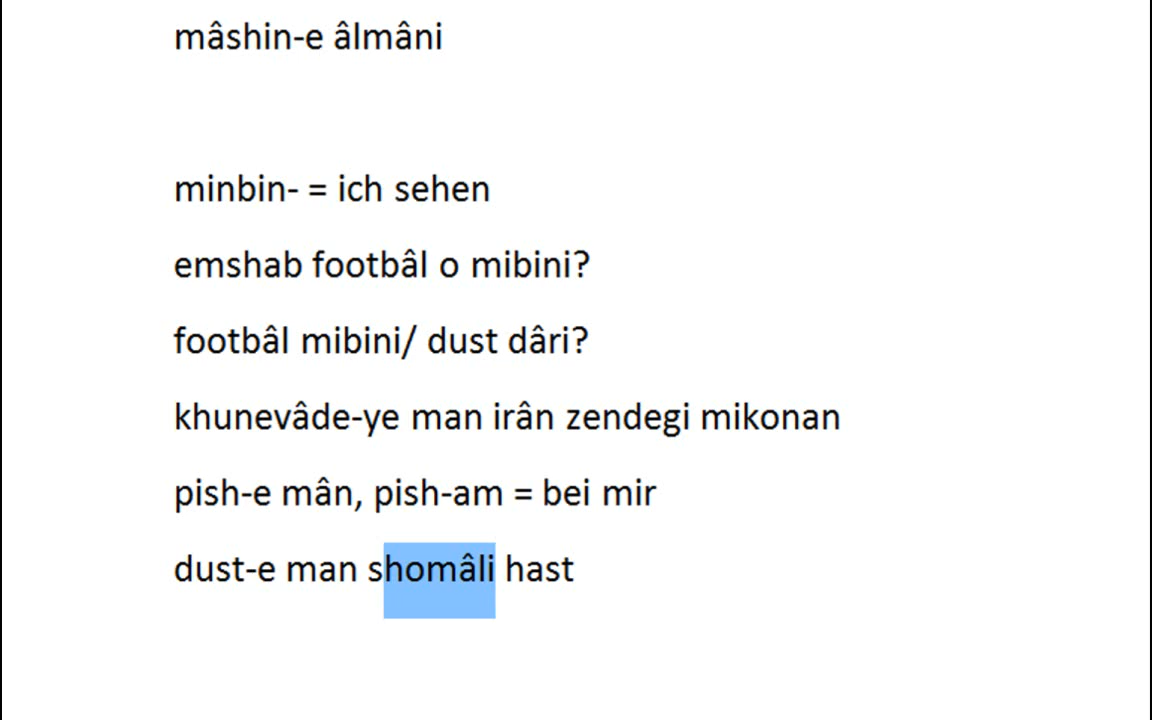 mâshin-e âlmâni
minbin- = ich sehen
emshab footbâl o mibini?
footbâl mibini/ dust dâri?
khunevâde-ye man irân zendegi mikonan
pish-e mân, pish-am = bei mir
dust-e man shomâli hast